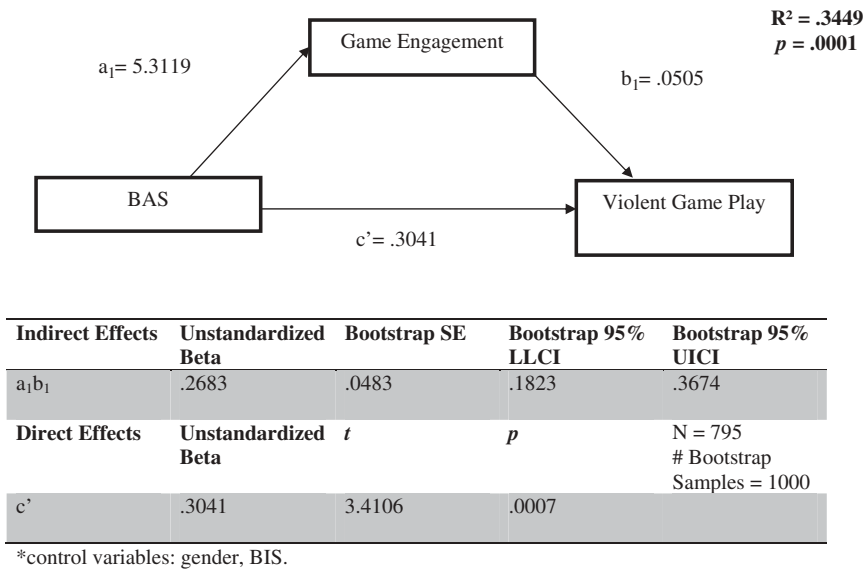 R² = .3449
p = .0001
Game Engagement
a₁= 5.3119
b₁= .0505
BAS
Violent Game Play
c’= .3041
Indirect Effects Unstandardized Beta Bootstrap SE Bootstrap 95% LLCI Bootstrap 95% UICI
a₁b₁ .2683 .0483 .1823 .3674
Direct Effects Unstandardized Beta t p N = 795 # Bootstrap Samples = 1000
c’ .3041 3.4106 .0007
*control variables: gender, BIS.